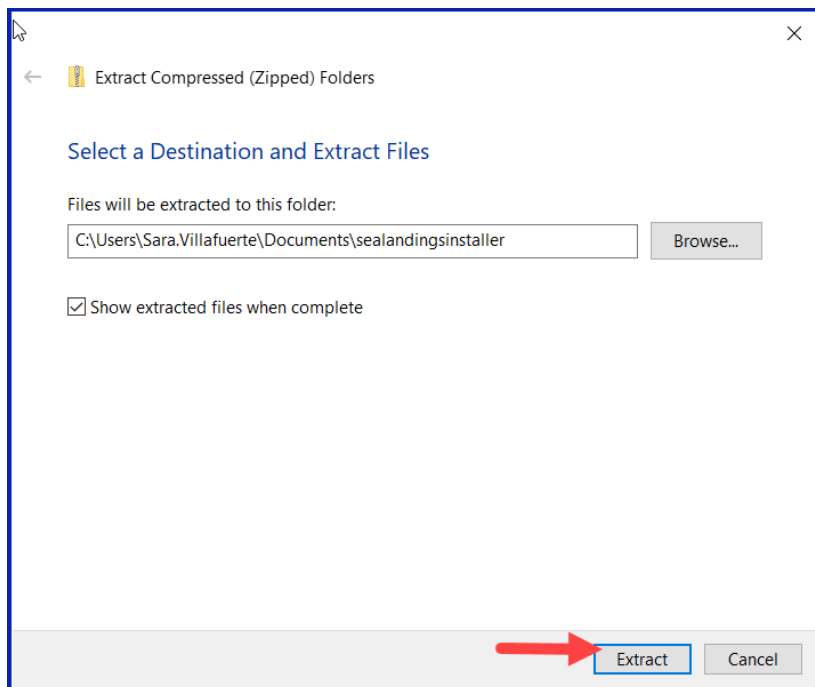 Extract Compressed (Zipped) Folders
Select a Destination and Extract Files
Files will be extracted to this folder:
C:\Users\Sara.Villafuerte\Documents\sealandingsinstaller
Browse...
Show extracted files when complete
Extract
Cancel